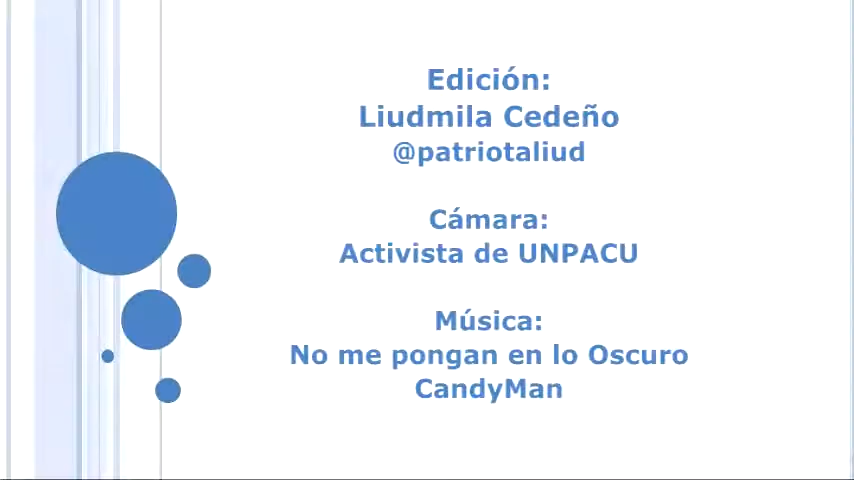 Edición:
Liudmila Cedeño
@patriotaliud
Cámara:
Activista de UNPACU
Música:
No me pongan en lo Oscuro
CandyMan